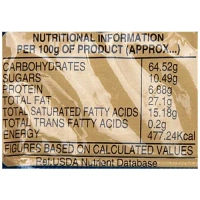 NUTRITIONAL INFORMATION
PER 100g OF PRODUCT (APPROX...)
CARBOHYDRATES 64.52g
SUGARS 10.49g
PROTEIN 6.68g
TOTAL FAT 27.1g
TOTAL SATURATED FATTY ACIDS 15.18g
TOTAL TRANS FATTY ACIDS 0.2g
ENERGY 477.24Kcal
FIGURES BASED ON CALCULATED VALUES
Ref:USDA Nutrient Database